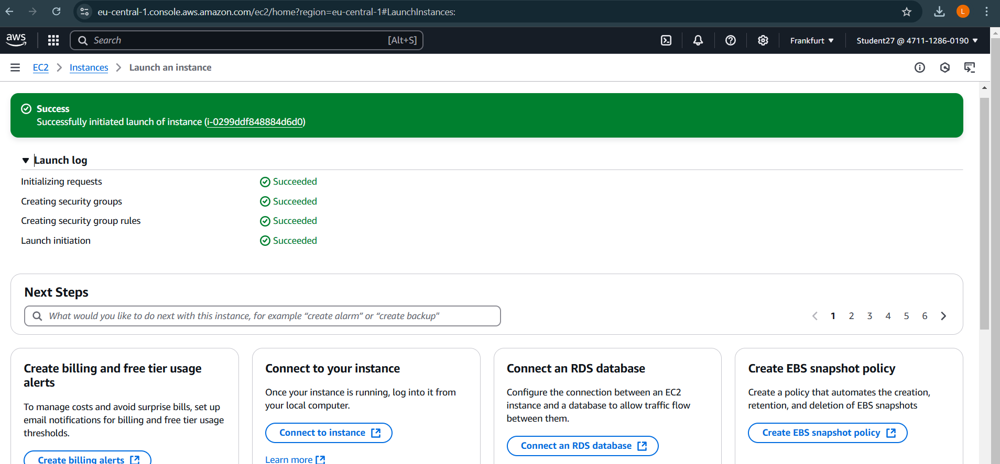 eu-central-1.console.aws.amazon.com/ec2/home?region=eu-central-1#LaunchInstances:
L
aws
Search
[Alt+S]
Frankfurt
Student27 @ 4711-1286-0190
EC2
Instances
Launch an instance
Success
Successfully initiated launch of instance (i-0299ddf848884d6d0)
Launch log
Initializing requests
Succeeded
Creating security groups
Succeeded
Creating security group rules
Succeeded
Launch initiation
Succeeded
Next Steps
What would you like to do next with this instance, for example “create alarm” or “create backup"
1 2 3 4 5 6
Create billing and free tier usage
alerts
To manage costs and avoid surprise bills, set up
email notifications for billing and free tier usage
thresholds.
Create billing alerts
Connect to your instance
Once your instance is running, log into it from
your local computer.
Connect to instance
Learn more
Connect an RDS database
Configure the connection between an EC2
instance and a database to allow traffic flow
between them.
Connect an RDS database
Create EBS snapshot policy
Create a policy that automates the creation,
retention, and deletion of EBS snapshots
Create EBS snapshot policy